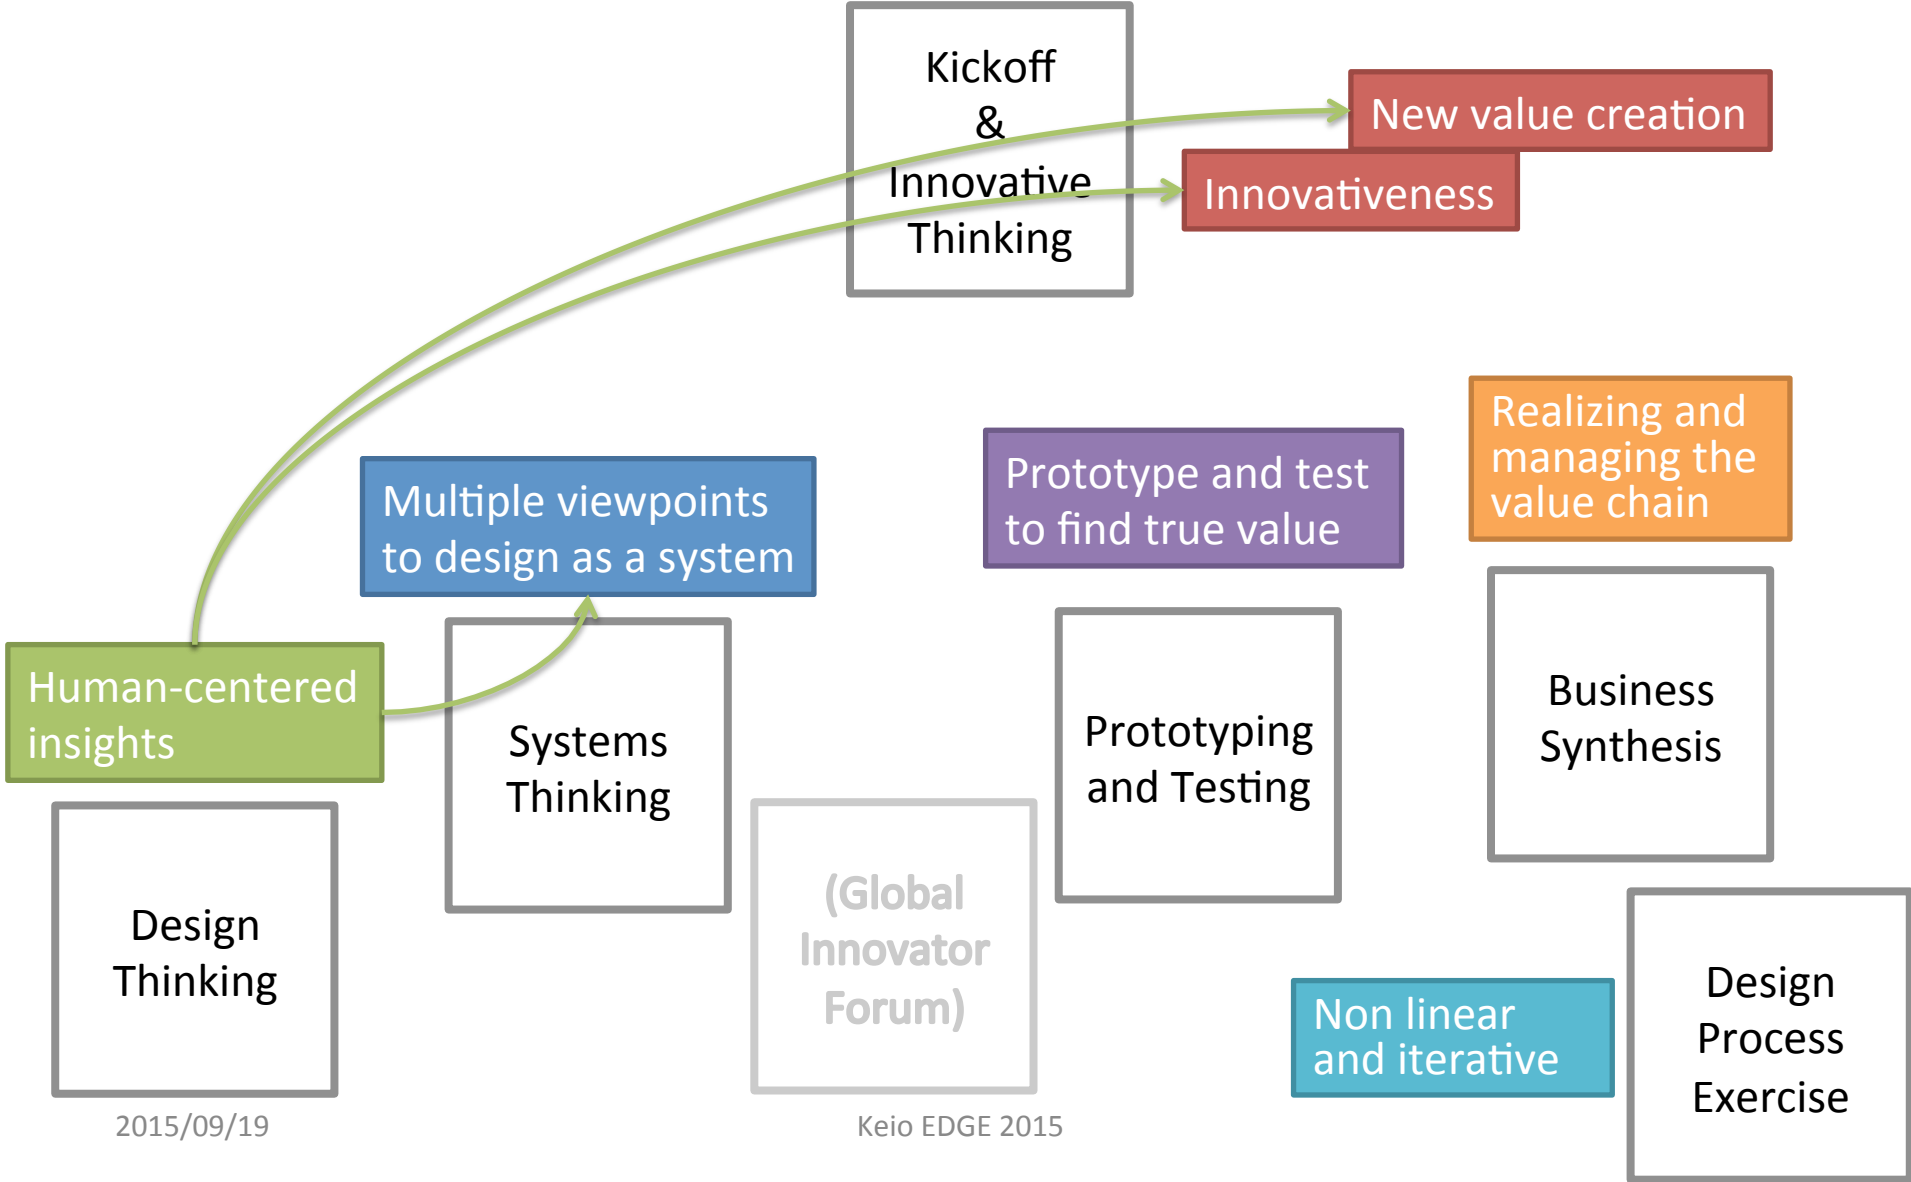 Kickoff
&
Innovative
Thinking
New value creation
Innovativeness
Realizing and
managing the
value chain
Prototype and test
to find true value
Multiple viewpoints
to design as a system
Human-centered
insights
Systems
Thinking
Prototyping
and Testing
Business
Synthesis
Design
Thinking
(Global
Innovator
Forum)
Non linear
and iterative
Design
Process
Exercise
2015/09/19
Keio EDGE 2015